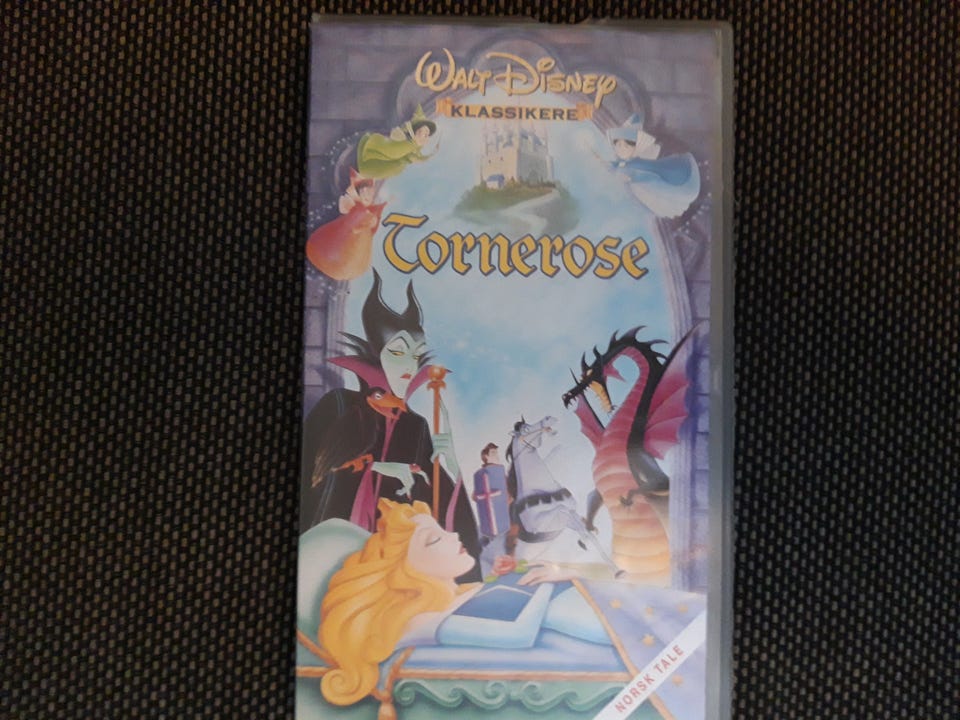 WALT DISNEY
KLASSIKERE
Tornerose
NORSK TALE